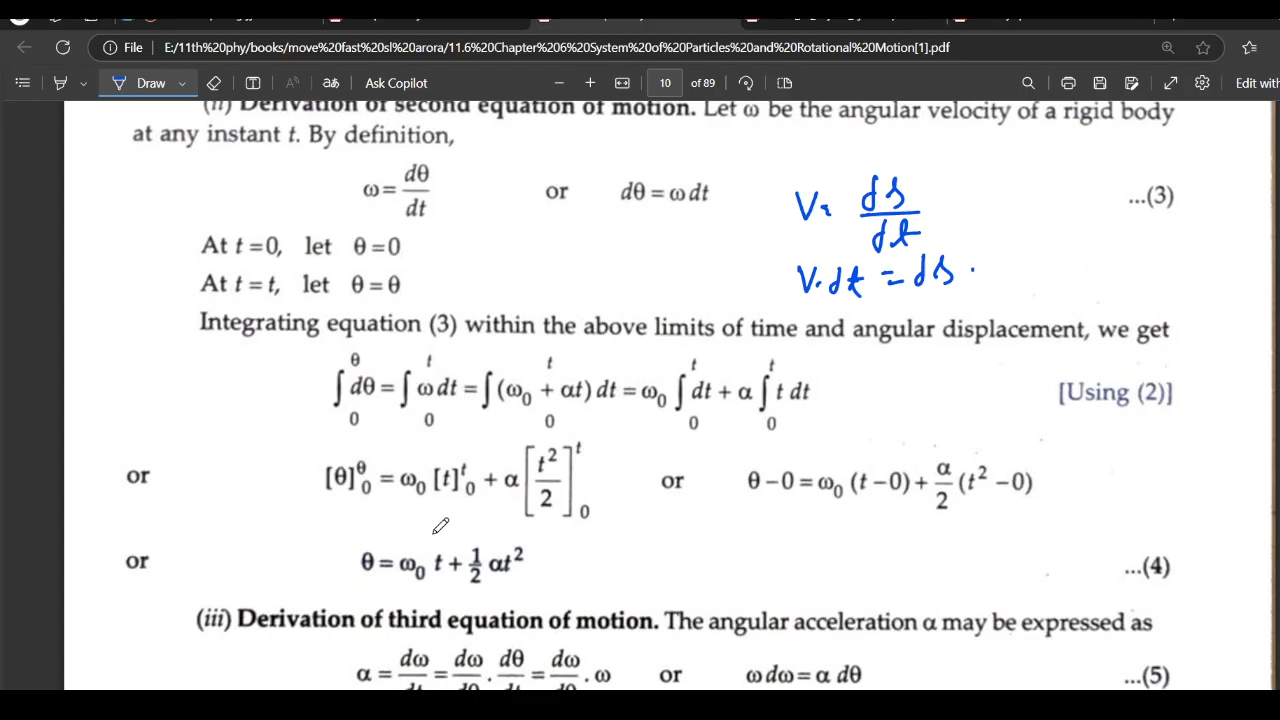 File E:/11th%20phy/books/move%20fast%20sl%20arora/11.6%20Chapter%206%20System%20of%20Particles%20and%20Rotational%20Motion[1].pdf
Draw Ask Copilot 10 of 89 Edit with
(ii) Derivation of second equation of motion. Let ω be the angular velocity of a rigid body
at any instant t. By definition,
ω = dθ/dt or dθ = ω dt ...(3)
V = ds/dt
V.dt = ds .
At t = 0, let θ = 0
At t = t, let θ = θ
Integrating equation (3) within the above limits of time and angular displacement, we get
∫₀^θ dθ = ∫₀^t ω dt = ∫₀^t (ω₀ + αt) dt = ω₀ ∫₀^t dt + α ∫₀^t t dt [Using (2)]
or [θ]₀^θ = ω₀ [t]₀^t + α [t²/2]₀^t or θ − 0 = ω₀ (t − 0) + α/2 (t² − 0)
or θ = ω₀ t + ½ αt² ...(4)
(iii) Derivation of third equation of motion. The angular acceleration α may be expressed as
α = dω/dt = dω/dθ . dθ/dt = dω/dθ . ω or ω dω = α dθ ...(5)